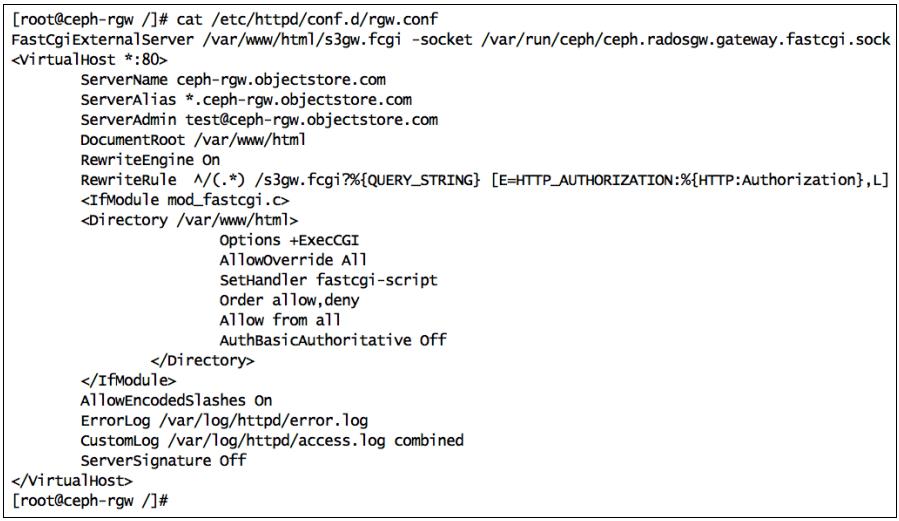 [root@ceph-rgw /]# cat /etc/httpd/conf.d/rgw.conf
FastCgiExternalServer /var/www/html/s3gw.fcgi -socket /var/run/ceph/ceph.radosgw.gateway.fastcgi.sock
<VirtualHost *:80>
        ServerName ceph-rgw.objectstore.com
        ServerAlias *.ceph-rgw.objectstore.com
        ServerAdmin test@ceph-rgw.objectstore.com
        DocumentRoot /var/www/html
        RewriteEngine On
        RewriteRule  ^/(.*) /s3gw.fcgi?%{QUERY_STRING} [E=HTTP_AUTHORIZATION:%{HTTP:Authorization},L]
        <IfModule mod_fastcgi.c>
        <Directory /var/www/html>
                        Options +ExecCGI
                        AllowOverride All
                        SetHandler fastcgi-script
                        Order allow,deny
                        Allow from all
                        AuthBasicAuthoritative Off
                </Directory>
        </IfModule>
        AllowEncodedSlashes On
        ErrorLog /var/log/httpd/error.log
        CustomLog /var/log/httpd/access.log combined
        ServerSignature Off
</VirtualHost>
[root@ceph-rgw /]#